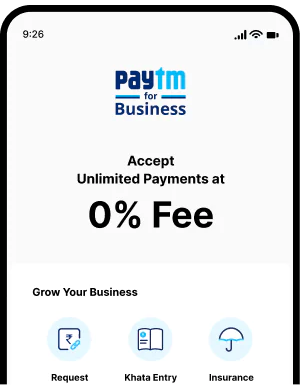 9:26
paytm
for
Business
Accept
Unlimited Payments at
0% Fee
Grow Your Business
₹
Request
Khata Entry
Insurance